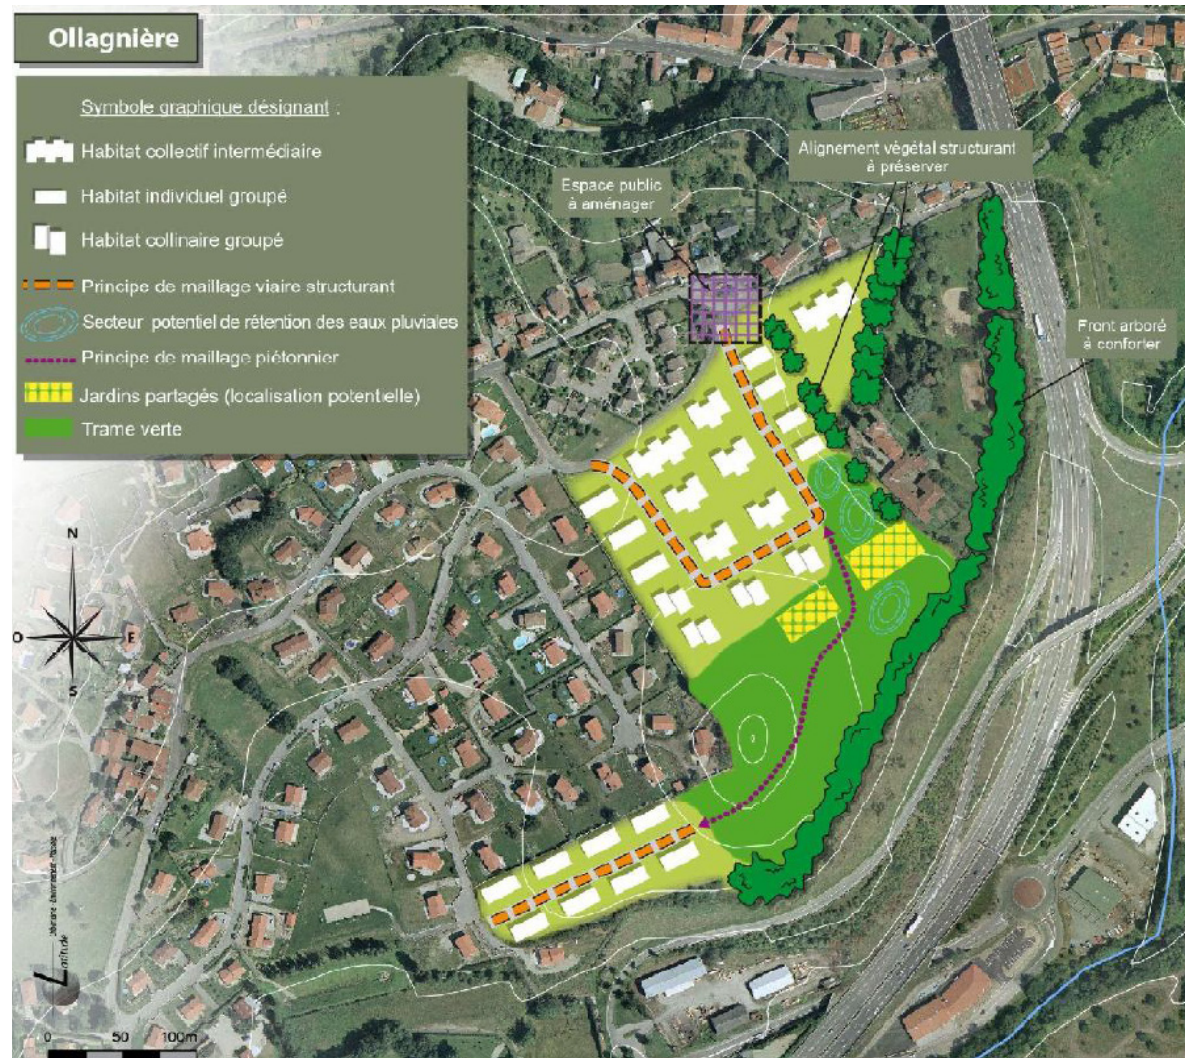 Ollagnière
Symbole graphique désignant :
Habitat collectif intermédiaire
Habitat individuel groupé
Habitat collinaire groupé
Principe de maillage viaire structurant
Secteur potentiel de rétention des eaux pluviales
Principe de maillage piétonnier
Jardins partagés (localisation potentielle)
Trame verte
Alignement végétal structurant
à préserver
Espace public
à aménager
Front arboré
à conforter
N
O
E
S
atitude
0 50 100m